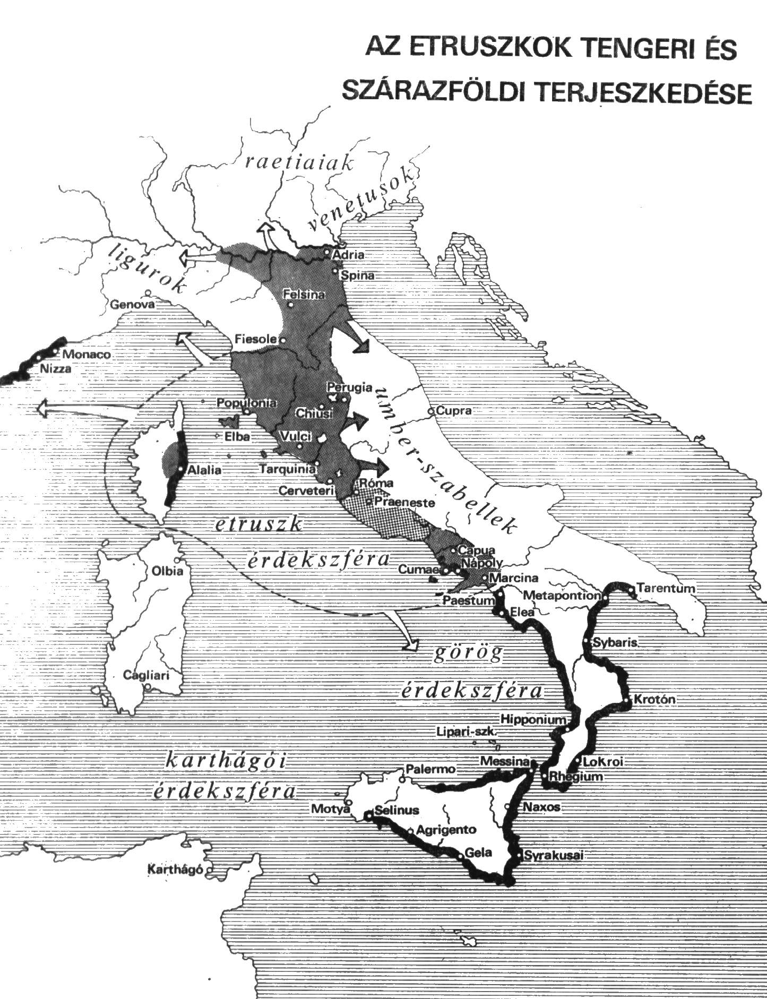 AZ ETRUSZKOK TENGERI ÉS
SZÁRAZFÖLDI TERJESZKEDÉSE
raetiaiak
venetusok
ligurok
Adria
Spina
Felsina
Genova
Fiesole
Monaco
Nizza
Perugia
Populonia
Chiusi
Cupra
umber-szabellek
Elba
Vulci
Alalia
Tarquinia
Cerveteri
Róma
Praeneste
etruszk
érdekszféra
Capua
Nápoly
Cumae
Marcina
Olbia
Paestum
Metapontion
Tarentum
Elea
Sybaris
görög
érdekszféra
Cagliari
Krotón
Hipponium
Lipari-szk.
karthágói
érdekszféra
Messina
LoKroi
Palermo
Rhegium
Motya
Selinus
Naxos
Agrigento
Gela
Syrakusai
Karthágó